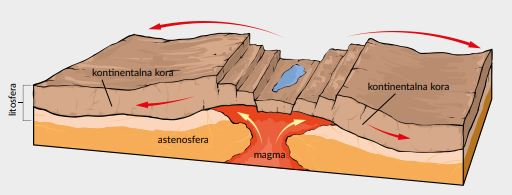 kontinentalna kora
kontinentalna kora
litosfera
astenosfera
magma